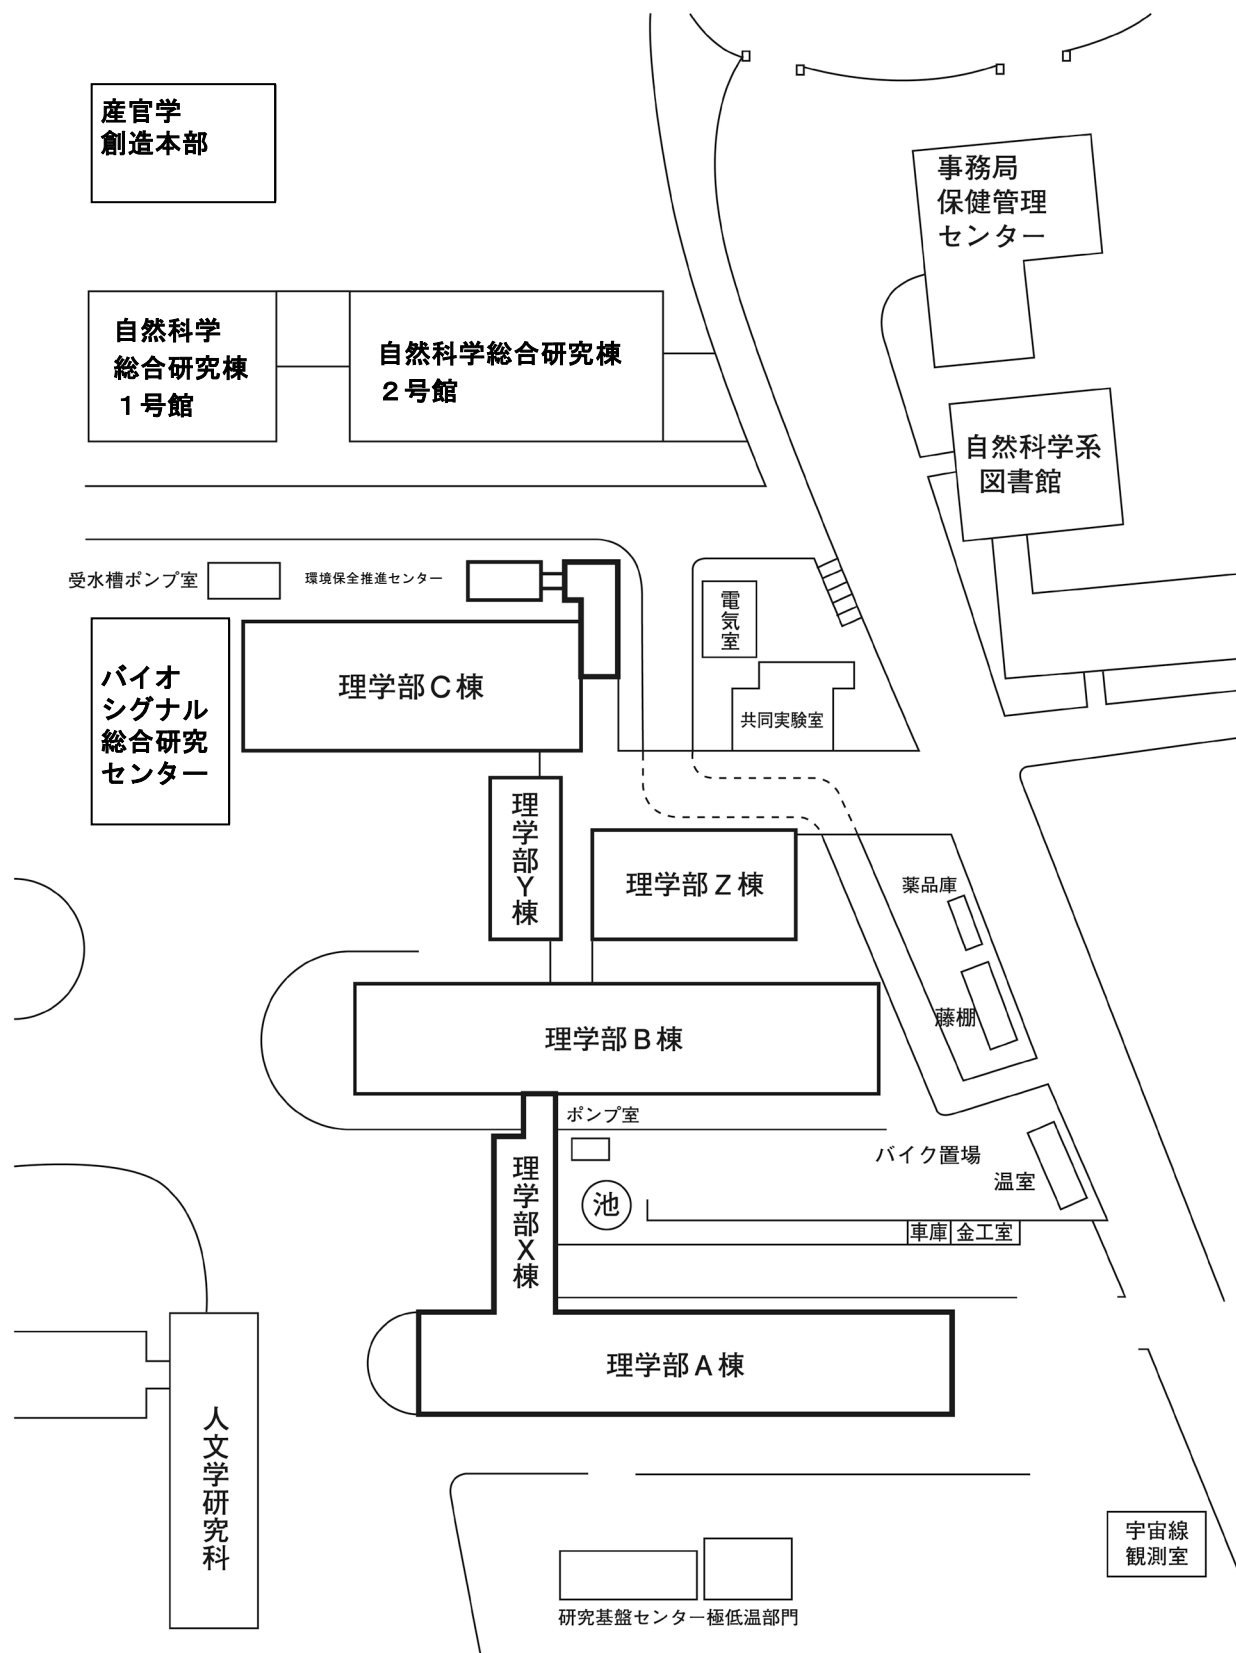 産官学
創造本部
事務局
保健管理
センター
自然科学
総合研究棟
１号館
自然科学総合研究棟
２号館
自然科学系
図書館
受水槽ポンプ室
環境保全推進センター
電気室
バイオ
シグナル
総合研究
センター
理学部C棟
共同実験室
理学部Y棟
理学部Z棟
薬品庫
藤棚
理学部B棟
ポンプ室
バイク置場
温室
理学部X棟
池
車庫
金工室
理学部A棟
人文学研究科
宇宙線
観測室
研究基盤センター極低温部門